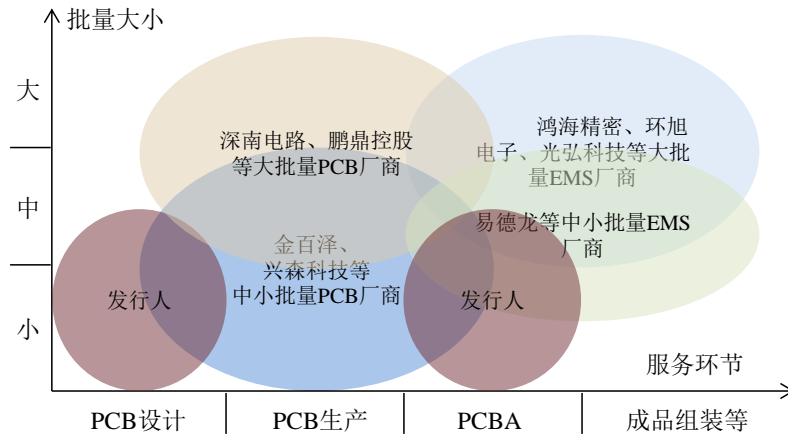 批量大小
大
中
小
深南电路、鹏鼎控股
等大批量PCB厂商
鸿海精密、环旭
电子、光弘科技等大批
量EMS厂商
易德龙等中小批量EMS
厂商
金百泽、
兴森科技等
中小批量PCB厂商
发行人
发行人
服务环节
PCB设计
PCB生产
PCBA
成品组装等